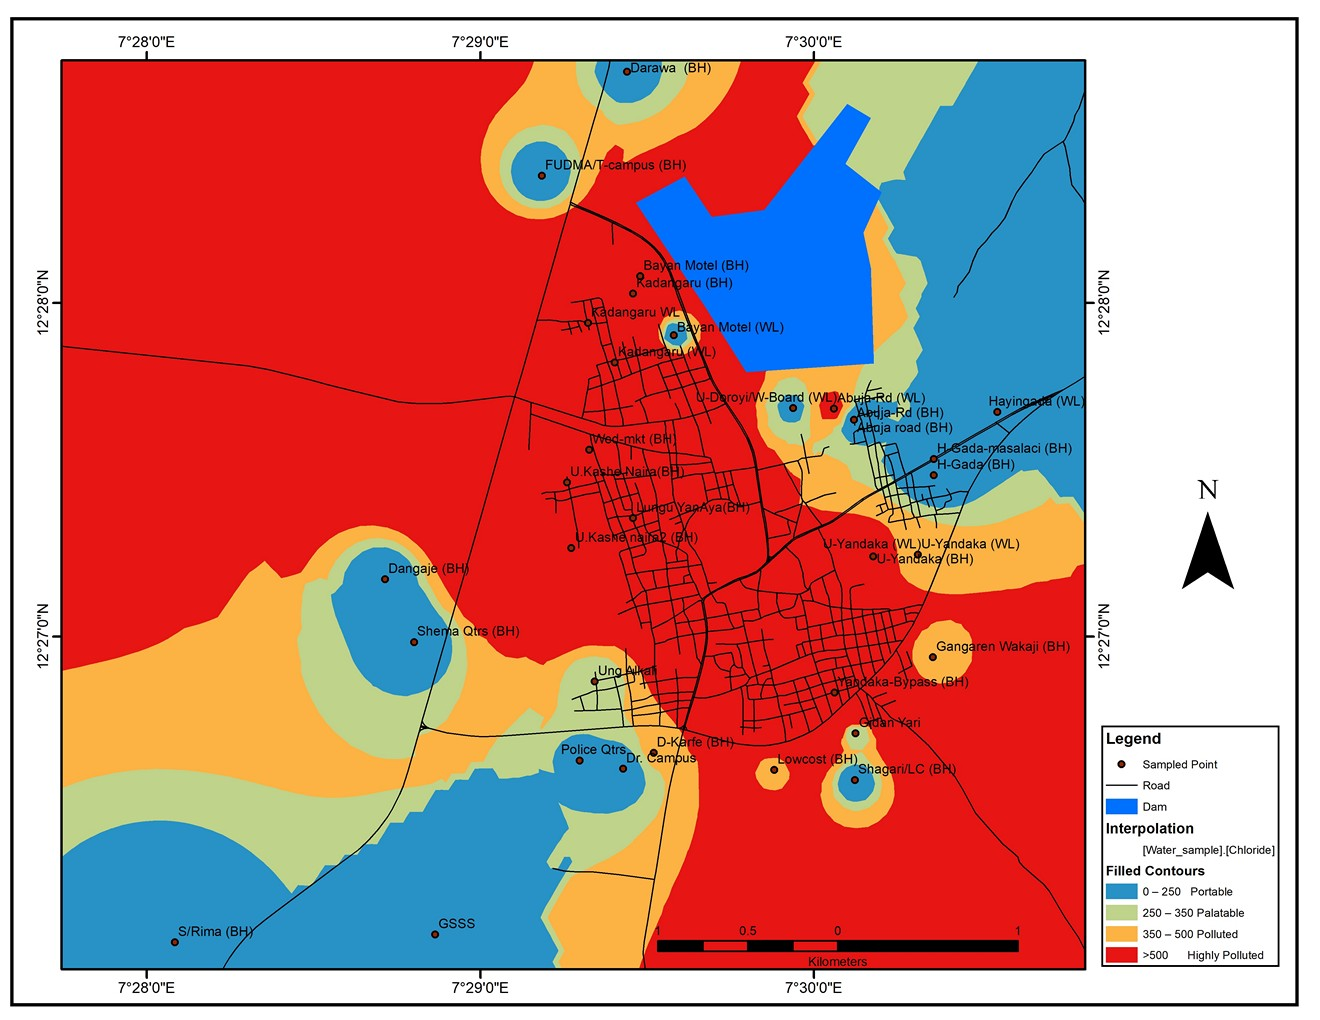 7°28'0"E 7°29'0"E 7°30'0"E
Darawa (BH)
FUDMA/T-campus (BH)
Bayan Motel (BH)
Kadangaru (BH)
12°28'0"N
12°28'0"N
Kadangaru WL
Bayan Motel (WL)
Kadangaru (WL)
U-Doroyi/W-Board (WL) Abuja-Rd (WL)
Hayingada (WL)
Abuja-Rd (BH)
Abuja road (BH)
Wed-mkt (BH)
H-Gada-masalaci (BH)
H-Gada (BH)
U.Kashe Naira(BH)
Lungu YanAya(BH)
U.Kashe naira2 (BH)
U-Yandaka (WL) U-Yandaka (WL)
U-Yandaka (BH)
Dangaje (BH)
12°27'0"N
12°27'0"N
Shema Qtrs (BH)
Gangaren Wakaji (BH)
Ung Alkali
Yandaka-Bypass (BH)
Gidan Yari
D-Karfe (BH)
Police Qtrs
Dr. Campus
Lowcost (BH)
Shagari/LC (BH)
S/Rima (BH)
GSSS
1 0.5 0 1
Kilometers
7°28'0"E 7°29'0"E 7°30'0"E
N
Legend
Sampled Point
Road
Dam
Interpolation
[Water_sample].[Chloride]
Filled Contours
0 – 250 Portable
250 – 350 Palatable
350 – 500 Polluted
>500 Highly Polluted